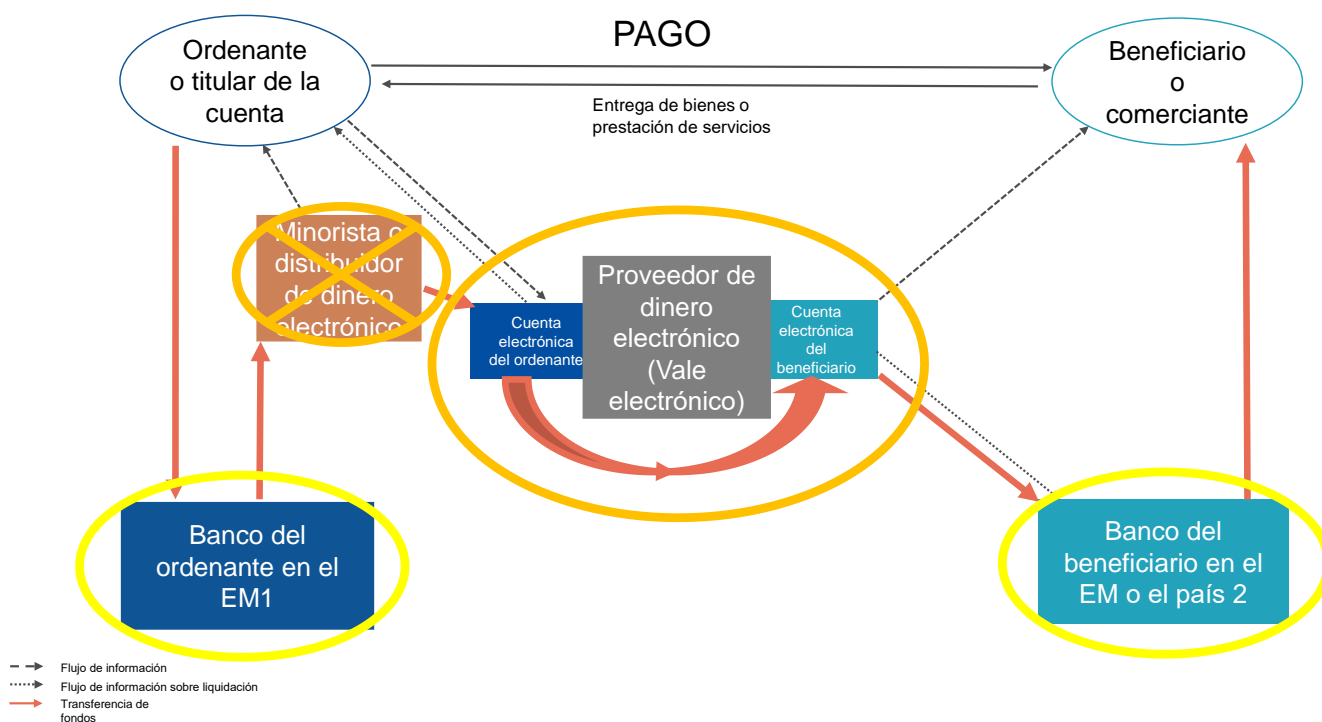 PAGO
Ordenante
o titular de la
cuenta
Beneficiario
o
comerciante
Entrega de bienes o
prestación de servicios
Minorista o
distribuidor
de dinero
electrónico
Proveedor de
dinero
electrónico
(Vale
electrónico)
Cuenta
electrónica
del ordenante
Cuenta
electrónica
del
beneficiario
Banco del
ordenante en el
EM1
Banco del
beneficiario en el
EM o el país 2
Flujo de información
Flujo de información sobre liquidación
Transferencia de
fondos